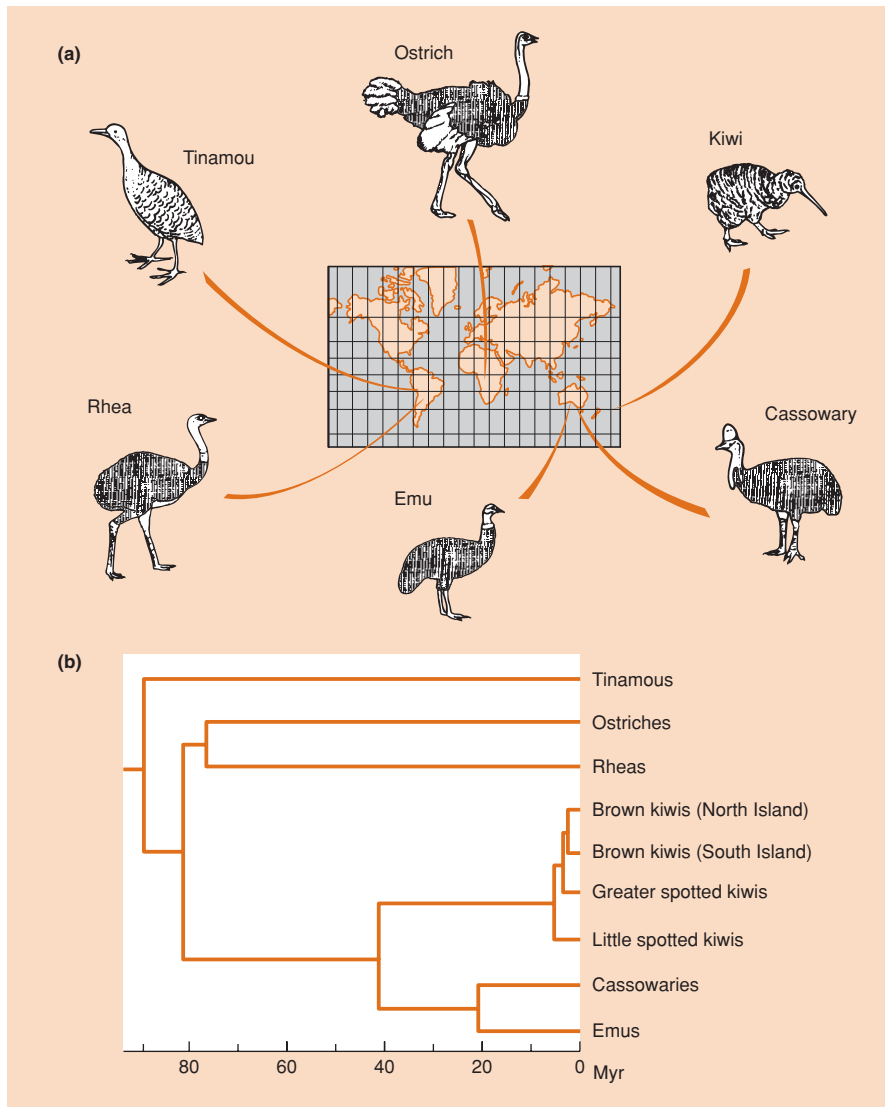 (a)
Ostrich
Tinamou
Kiwi
Rhea
Cassowary
Emu
(b)
Tinamous
Ostriches
Rheas
Brown kiwis (North Island)
Brown kiwis (South Island)
Greater spotted kiwis
Little spotted kiwis
Cassowaries
Emus
80 60 40 20 0 Myr